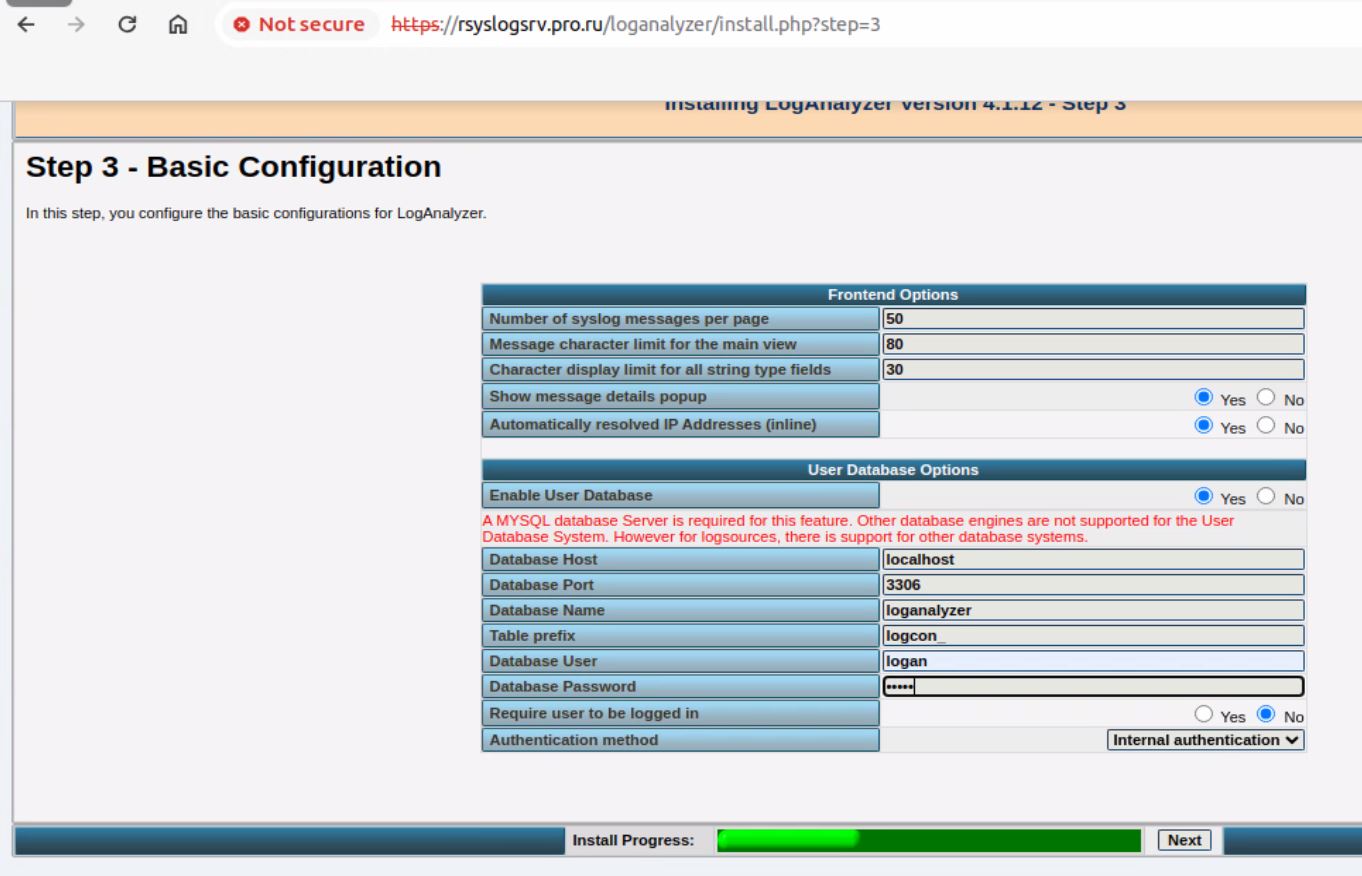 Not secure https://rsyslogsrv.pro.ru/loganalyzer/install.php?step=3
Installing LogAnalyzer Version 4.1.12 - Step 3
Step 3 - Basic Configuration
In this step, you configure the basic configurations for LogAnalyzer.
Frontend Options
Number of syslog messages per page 50
Message character limit for the main view 80
Character display limit for all string type fields 30
Show message details popup Yes No
Automatically resolved IP Addresses (inline) Yes No
User Database Options
Enable User Database Yes No
A MYSQL database Server is required for this feature. Other database engines are not supported for the User
Database System. However for logsources, there is support for other database systems.
Database Host localhost
Database Port 3306
Database Name loganalyzer
Table prefix logcon_
Database User logan
Database Password •••••
Require user to be logged in Yes No
Authentication method Internal authentication
Install Progress: Next